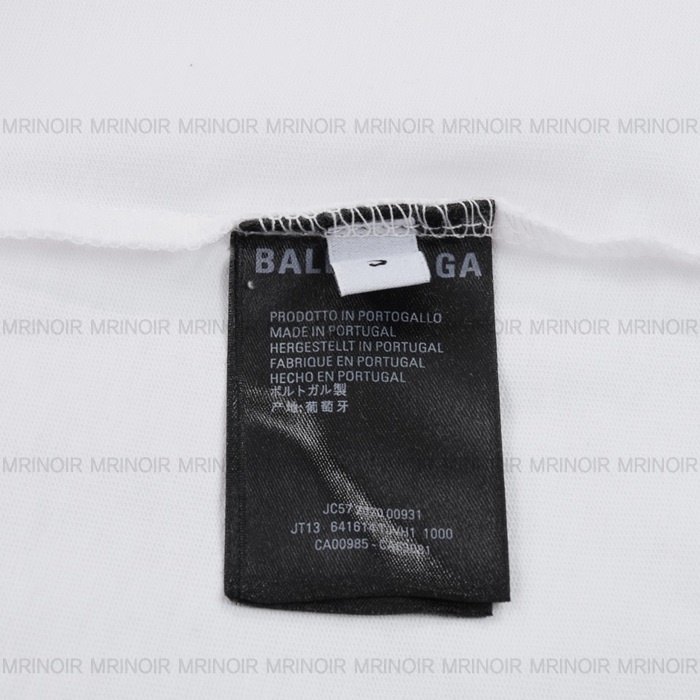 MRINOIR MRINOIR MRINOIR MRINOIR MRINOIR MRINOIR MRINOIR MRINOIR
BAL GA
PRODOTTO IN PORTOGALLO
MADE IN PORTUGAL
MRINOIR MRINOIR MRINOIR MRINOIR MRINOIR MRINOIR
HERGESTELLT IN PORTUGAL
FABRIQUE EN PORTUGAL
HECHO EN PORTUGAL
ポルトガル製
产地:葡萄牙
MRINOIR MRINOIR MRINOIR MRINOIR MRINOIR MRINOIR MRINOIR MRINOIR
00931
JT13 1000
CA00985 -
MRINOIR MRINOIR MRINOIR MRINOIR MRINOIR MRINOIR MRINOIR MRINOIR